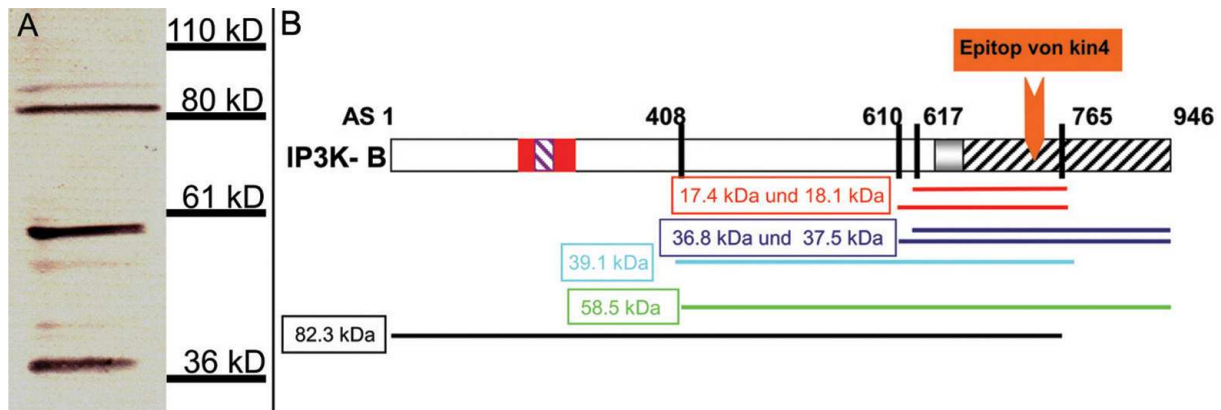 A
110 kD
80 kD
61 kD
36 kD
B
Epitop von kin4
AS 1 408 610 617 765 946
IP3K- B
17.4 kDa und 18.1 kDa
36.8 kDa und 37.5 kDa
39.1 kDa
58.5 kDa
82.3 kDa